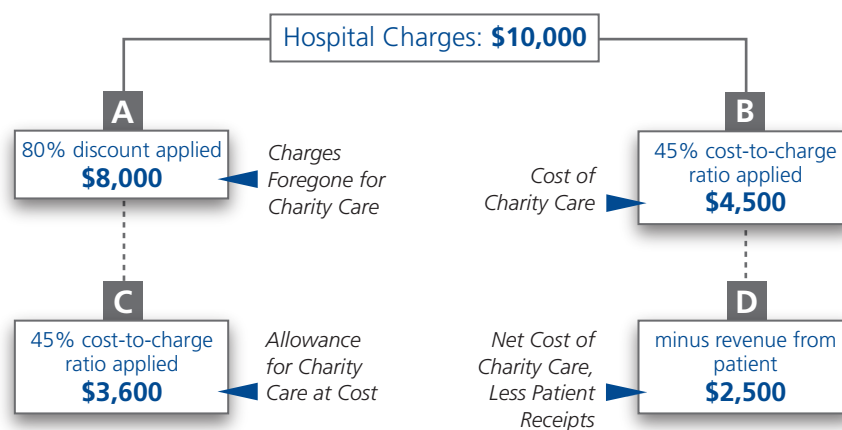 Hospital Charges: $10,000
A
80% discount applied
$8,000
Charges
Foregone for
Charity Care
B
45% cost-to-charge
ratio applied
$4,500
Cost of
Charity Care
C
45% cost-to-charge
ratio applied
$3,600
Allowance
for Charity
Care at Cost
D
minus revenue from
patient
$2,500
Net Cost of
Charity Care,
Less Patient
Receipts